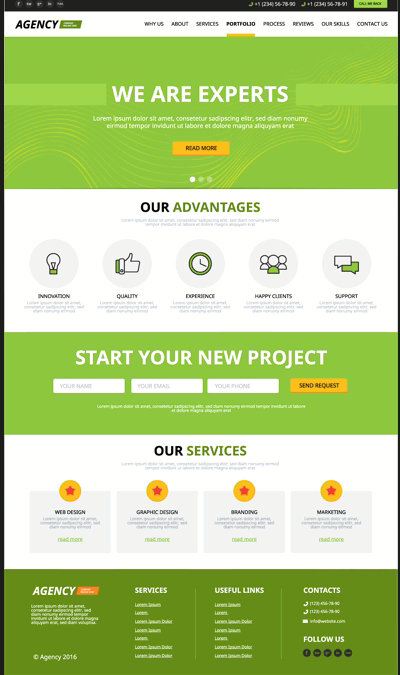 +1 (234) 56-78-90
+1 (234) 56-78-91
CALL ME BACK
AGENCY
WHY US
ABOUT
SERVICES
PORTFOLIO
PROCESS
REVIEWS
OUR SKILLS
CONTACT US
WE ARE EXPERTS
Lorem ipsum dolor sit amet, consetetur sadipscing elitr, sed diam nonumy
eirmod tempor invidunt ut labore et dolore magna aliquyam erat
READ MORE
OUR ADVANTAGES
Lorem ipsum dolor sit amet, consetetur sadipscing elitr, sed diam nonumy eirmod
tempor invidunt ut labore et dolore magna aliquyam erat
INNOVATION
Lorem ipsum dolor sit amet,
consetetur sadipscing elitr, sed
diam nonumy
QUALITY
Lorem ipsum dolor sit amet,
consetetur sadipscing elitr, sed
diam nonumy
EXPERIENCE
Lorem ipsum dolor sit amet,
consetetur sadipscing elitr, sed
diam nonumy
HAPPY CLIENTS
Lorem ipsum dolor sit amet,
consetetur sadipscing elitr, sed
diam nonumy
SUPPORT
Lorem ipsum dolor sit amet,
consetetur sadipscing elitr, sed
diam nonumy
START YOUR NEW PROJECT
YOUR NAME
YOUR EMAIL
YOUR PHONE
SEND REQUEST
Lorem ipsum dolor sit amet, consetetur sadipscing elitr, sed diam nonumy eirmod tempor invidunt ut labore
et dolore magna aliquyam erat
OUR SERVICES
Lorem ipsum dolor sit amet, consetetur sadipscing elitr, sed diam nonumy eirmod
tempor invidunt ut labore et dolore magna aliquyam erat
WEB DESIGN
Lorem ipsum dolor sit amet,
consetetur sadipscing elitr, sed
diam nonumy
read more
GRAPHIC DESIGN
Lorem ipsum dolor sit amet,
consetetur sadipscing elitr, sed
diam nonumy
read more
BRANDING
Lorem ipsum dolor sit amet,
consetetur sadipscing elitr, sed
diam nonumy
read more
MARKETING
Lorem ipsum dolor sit amet,
consetetur sadipscing elitr, sed
diam nonumy
read more
AGENCY
Lorem ipsum dolor sit amet,
consetetur sadipscing elitr,
sed diam nonumy eirmod
tempor invidunt ut labore et
dolore magna aliquyam erat,
sed diam voluptua.
© Agency 2016
SERVICES
Lorem Ipsum
Lorem
Lorem Ipsum Dolor
Lorem Ipsum
Lorem
Lorem Ipsum Dolor
Lorem Ipsum Dolor
USEFUL LINKS
Lorem Ipsum
Lorem
Lorem Ipsum Dolor
Lorem Ipsum
Lorem
Lorem Ipsum Dolor
Lorem Ipsum Dolor
CONTACTS
(123) 456-78-90
(123) 456-78-90
info@website.com
FOLLOW US